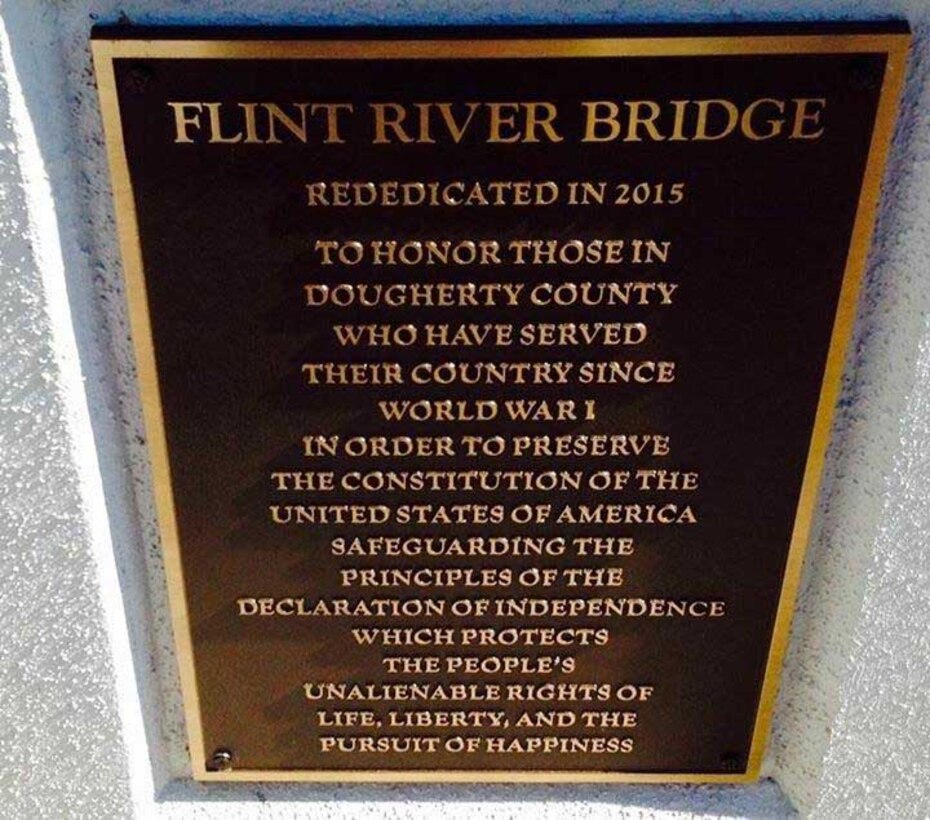 FLINT RIVER BRIDGE
REDEDICATED IN 2015
TO HONOR THOSE IN
DOUGHERTY COUNTY
WHO HAVE SERVED
THEIR COUNTRY SINCE
WORLD WAR I
IN ORDER TO PRESERVE
THE CONSTITUTION OF THE
UNITED STATES OF AMERICA
SAFEGUARDING THE
PRINCIPLES OF THE
DECLARATION OF INDEPENDENCE
WHICH PROTECTS
THE PEOPLE'S
UNALIENABLE RIGHTS OF
LIFE, LIBERTY, AND THE
PURSUIT OF HAPPINESS